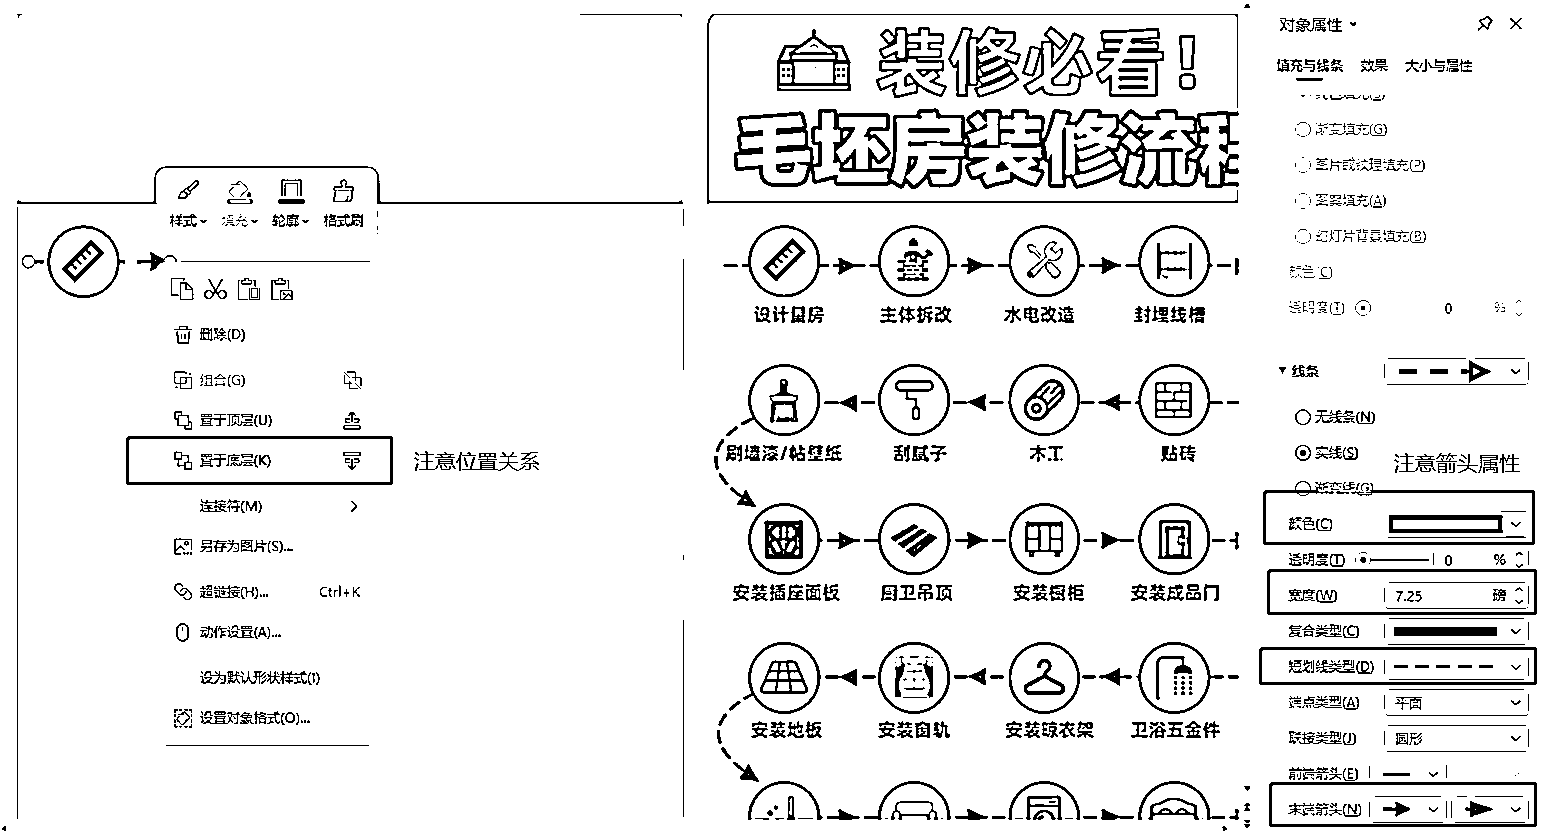 样式 填充 轮廓 格式刷
删除(D)
组合(G)
置于顶层(U)
置于底层(K)
注意位置关系
连接符(M)
另存为图片(S)...
超链接(H)... Ctrl+K
动作设置(A)...
设为默认形状样式(I)
设置对象格式(O)...
装修必看!
毛坯房装修流程
设计量房 主体拆改 水电改造 封埋线槽
刷墙漆/帖壁纸 刮腻子 木工 贴砖
安装插座面板 厨卫吊顶 安装橱柜 安装成品门
安装地板 安装窗轨 安装晾衣架 卫浴五金件
对象属性
填充与线条 效果 大小与属性
渐变填充(G)
图片或纹理填充(P)
图案填充(A)
幻灯片背景填充(B)
颜色(C)
透明度(T) 0 %
线条
无线条(N)
实线(S)
注意箭头属性
渐变线(G)
颜色(C)
透明度(T) 0 %
宽度(W) 7.25 磅
复合类型(C)
短划线类型(D)
端点类型(A) 平面
联接类型(J) 圆形
前端箭头(E)
末端箭头(N)